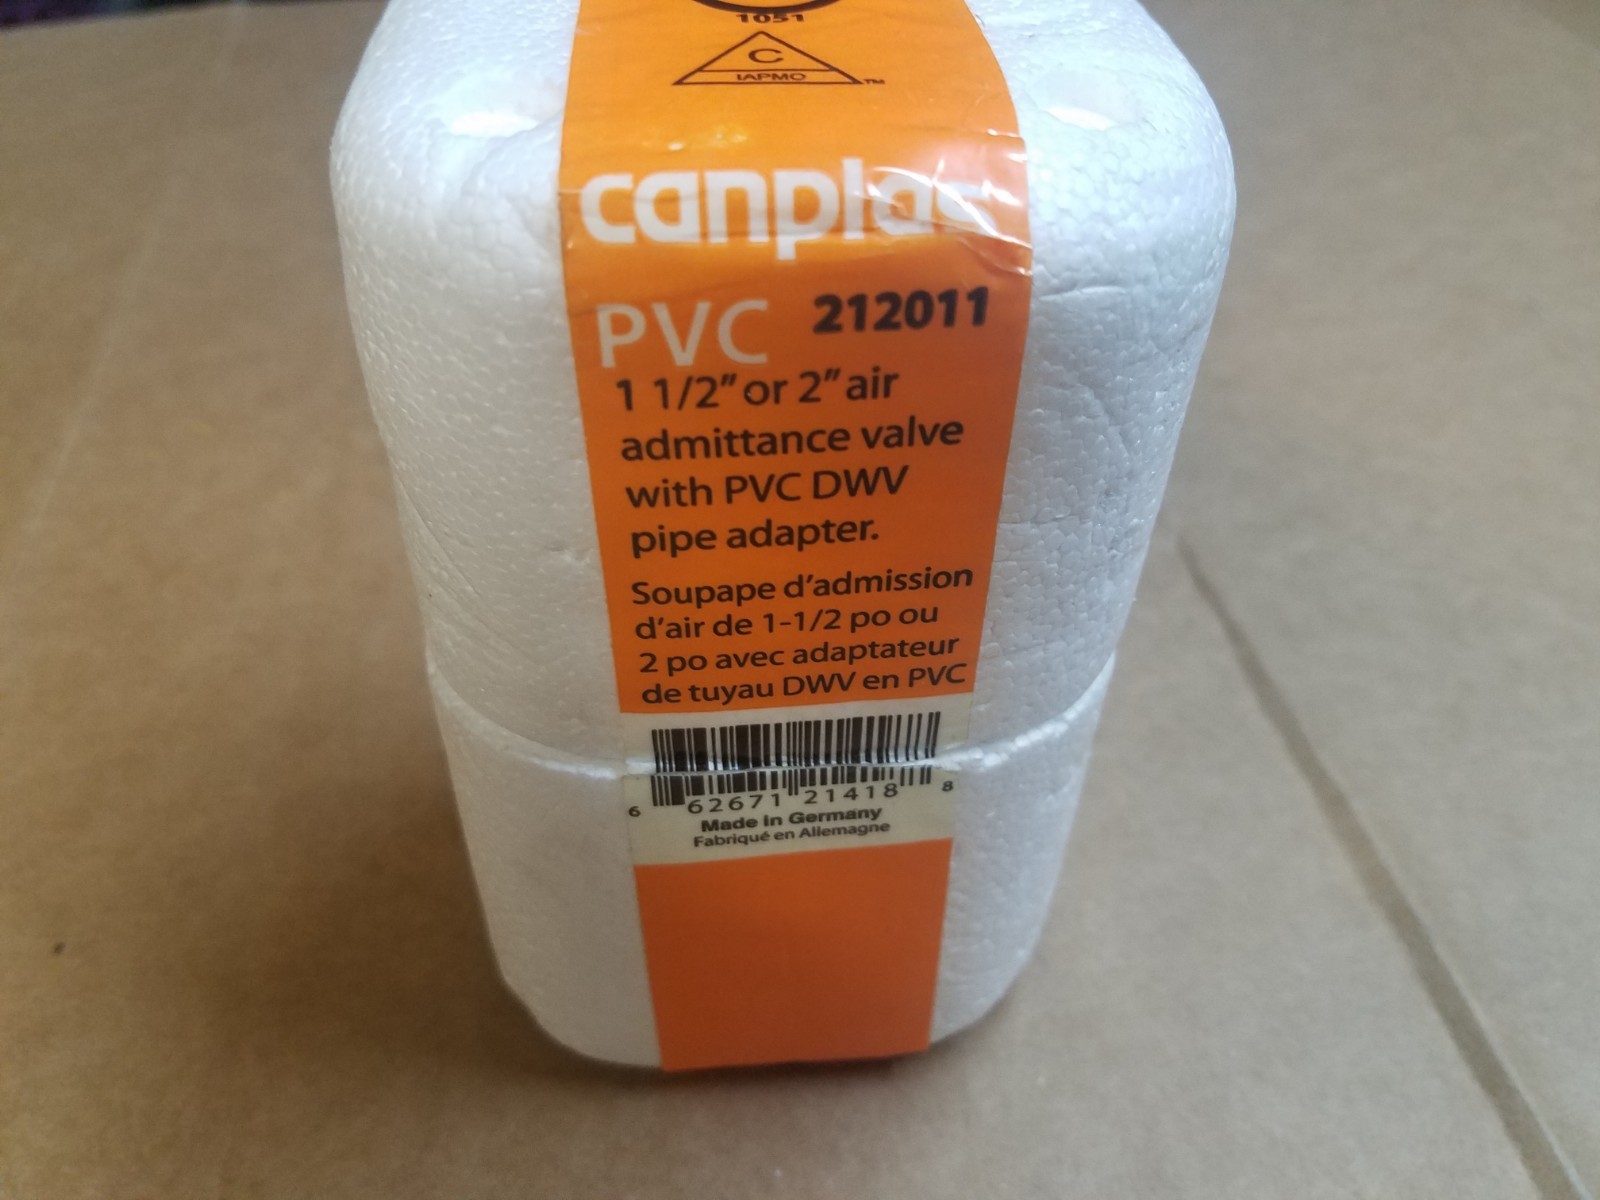 1051
C
IAPMO
™
canplas
PVC 212011
1 1/2" or 2" air
admittance valve
with PVC DWV
pipe adapter.
Soupape d'admission
d'air de 1-1/2 po ou
2 po avec adaptateur
de tuyau DWV en PVC
6 62671 21418 8
Made in Germany
Fabriqué en Allemagne